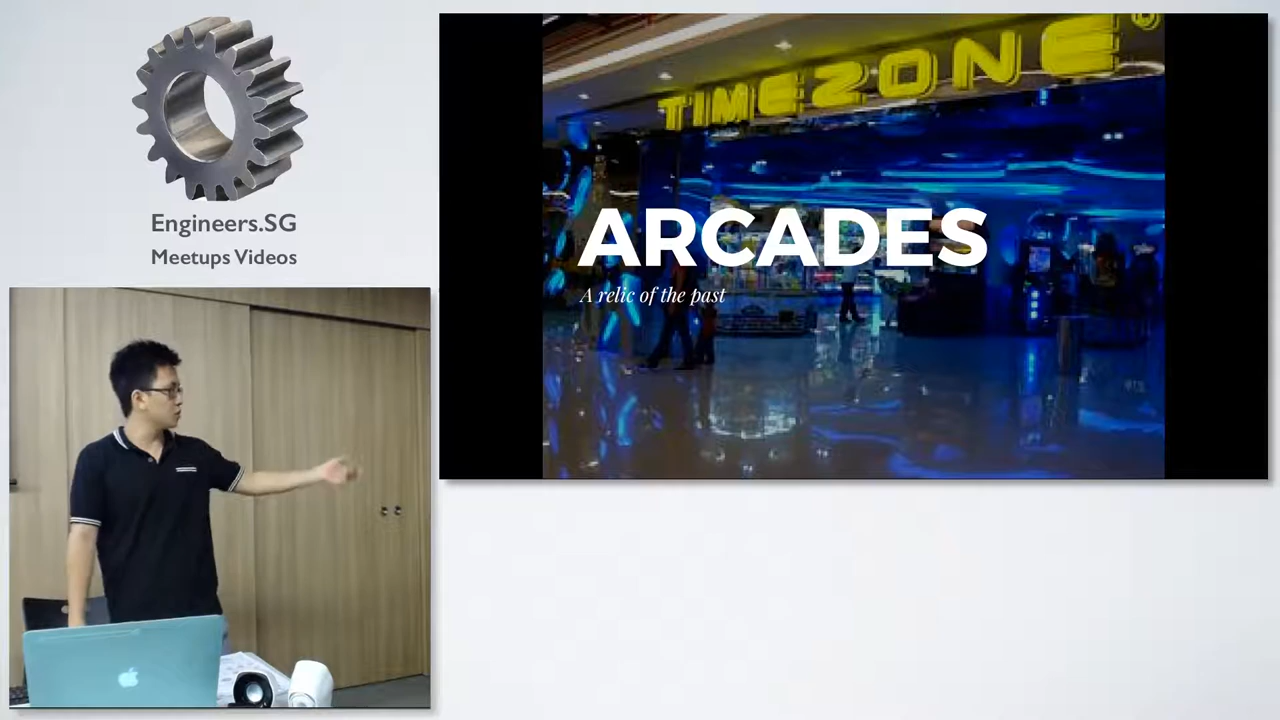 Engineers.SG
Meetups Videos
TIMEZONE®
ARCADES
A relic of the past